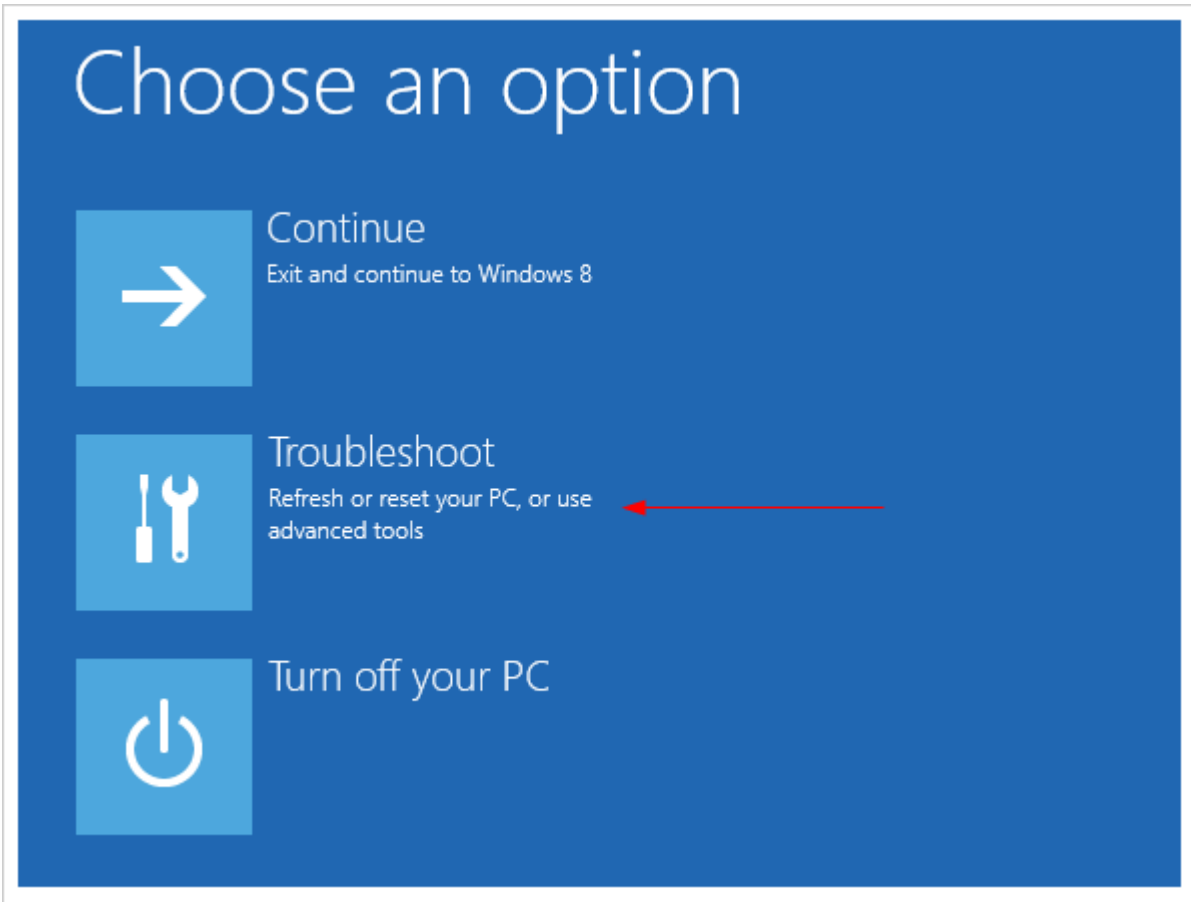 Choose an option
Continue
Exit and continue to Windows 8
Troubleshoot
Refresh or reset your PC, or use
advanced tools
Turn off your PC